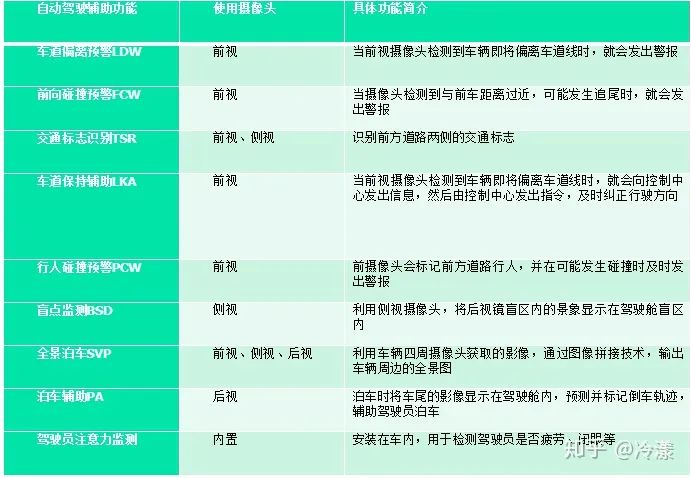 自动驾驶辅助功能 使用摄像头 具体功能简介
车道偏离预警LDW 前视 当前视摄像头检测到车辆即将偏离车道线时，就会发出警报
前向碰撞预警FCW 前视 当摄像头检测到与前车距离过近，可能发生追尾时，就会发
出警报
交通标志识别TSR 前视、侧视 识别前方道路两侧的交通标志
车道保持辅助LKA 前视 当前视摄像头检测到车辆即将偏离车道线时，就会向控制中
心发出信息，然后由控制中心发出指令，及时纠正行驶方向
行人碰撞预警PCW 前视 前摄像头会标记前方道路行人，并在可能发生碰撞时及时发
出警报
盲点监测BSD 侧视 利用侧视摄像头，将后视镜盲区内的景象显示在驾驶舱盲区
内
全景泊车SVP 前视、侧视、后视 利用车辆四周摄像头获取的影像，通过图像拼接技术，输出
车辆周边的全景图
泊车辅助PA 后视 泊车时将车尾的影像显示在驾驶舱内，预测并标记倒车轨迹，
辅助驾驶员泊车
驾驶员注意力监测 内置 安装在车内，用于检测驾驶员是否疲劳、闭眼等
知乎 @冷漾